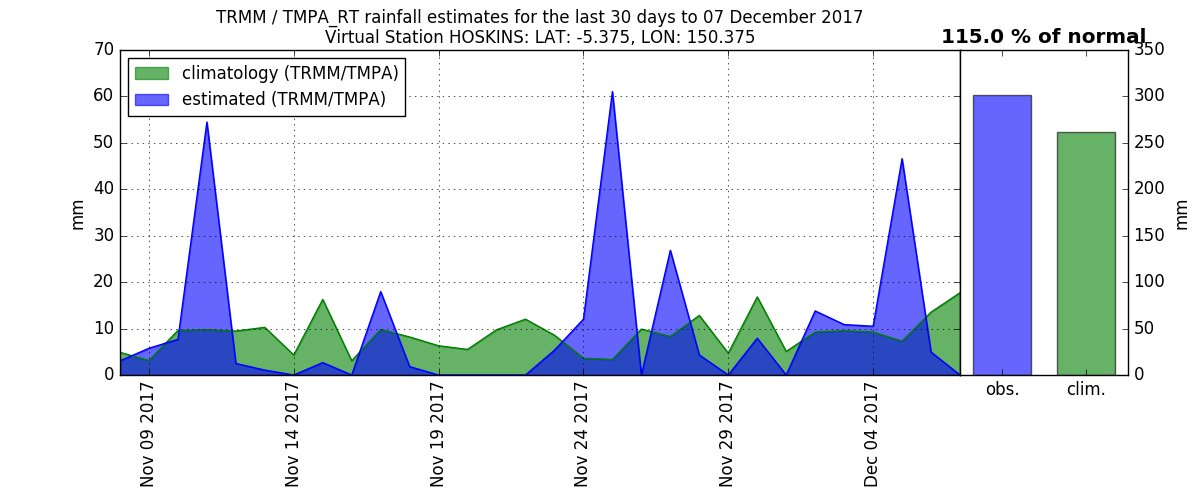 TRMM / TMPA_RT rainfall estimates for the last 30 days to 07 December 2017
Virtual Station HOSKINS: LAT: -5.375, LON: 150.375
115.0 % of normal
climatology (TRMM/TMPA)
estimated (TRMM/TMPA)
70
60
50
40
30
20
10
0
mm
Nov 09 2017
Nov 14 2017
Nov 19 2017
Nov 24 2017
Nov 29 2017
Dec 04 2017
obs.
clim.
350
300
250
200
150
100
50
0
mm